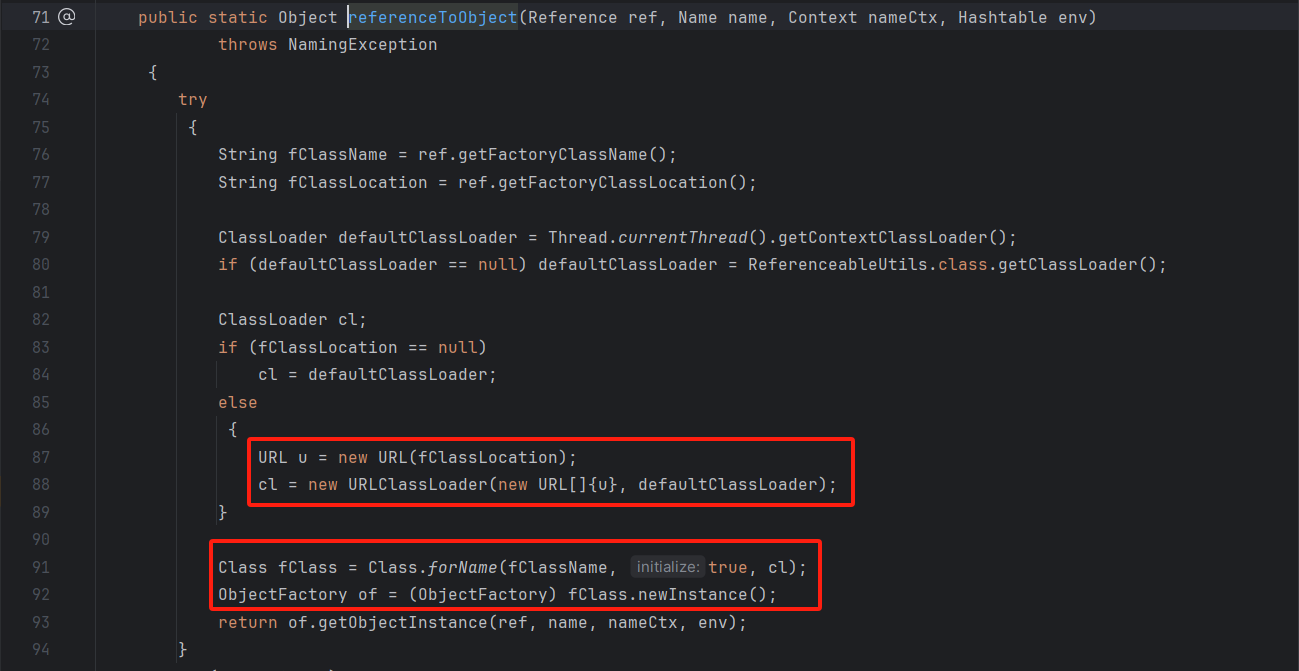 71 @ public static Object referenceToObject(Reference ref, Name name, Context nameCtx, Hashtable env)
72 throws NamingException
73 {
74 try
75 {
76 String fClassName = ref.getFactoryClassName();
77 String fClassLocation = ref.getFactoryClassLocation();
78
79 ClassLoader defaultClassLoader = Thread.currentThread().getContextClassLoader();
80 if (defaultClassLoader == null) defaultClassLoader = ReferenceableUtils.class.getClassLoader();
81
82 ClassLoader cl;
83 if (fClassLocation == null)
84 cl = defaultClassLoader;
85 else
86 {
87 URL u = new URL(fClassLocation);
88 cl = new URLClassLoader(new URL[]{u}, defaultClassLoader);
89 }
90
91 Class fClass = Class.forName(fClassName, initialize: true, cl);
92 ObjectFactory of = (ObjectFactory) fClass.newInstance();
93 return of.getObjectInstance(ref, name, nameCtx, env);
94 }